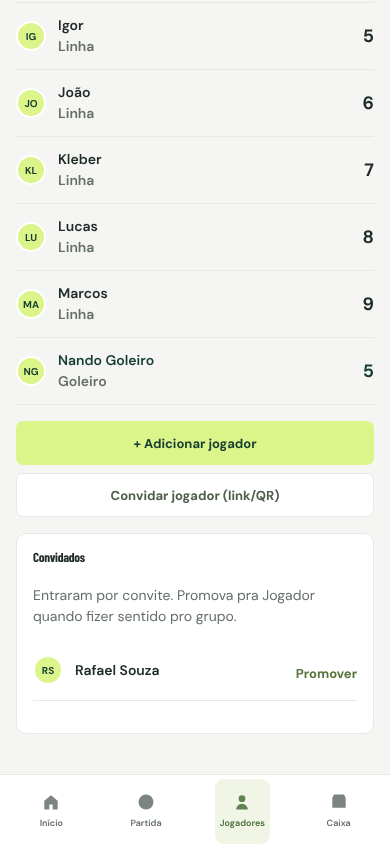 IG
Igor
Linha
5
JO
João
Linha
6
KL
Kleber
Linha
7
LU
Lucas
Linha
8
MA
Marcos
Linha
9
NG
Nando Goleiro
Goleiro
5
+ Adicionar jogador
Convidar jogador (link/QR)
Convidados
Entraram por convite. Promova pra Jogador
quando fizer sentido pro grupo.
RS
Rafael Souza
Promover
Início
Partida
Jogadores
Caixa